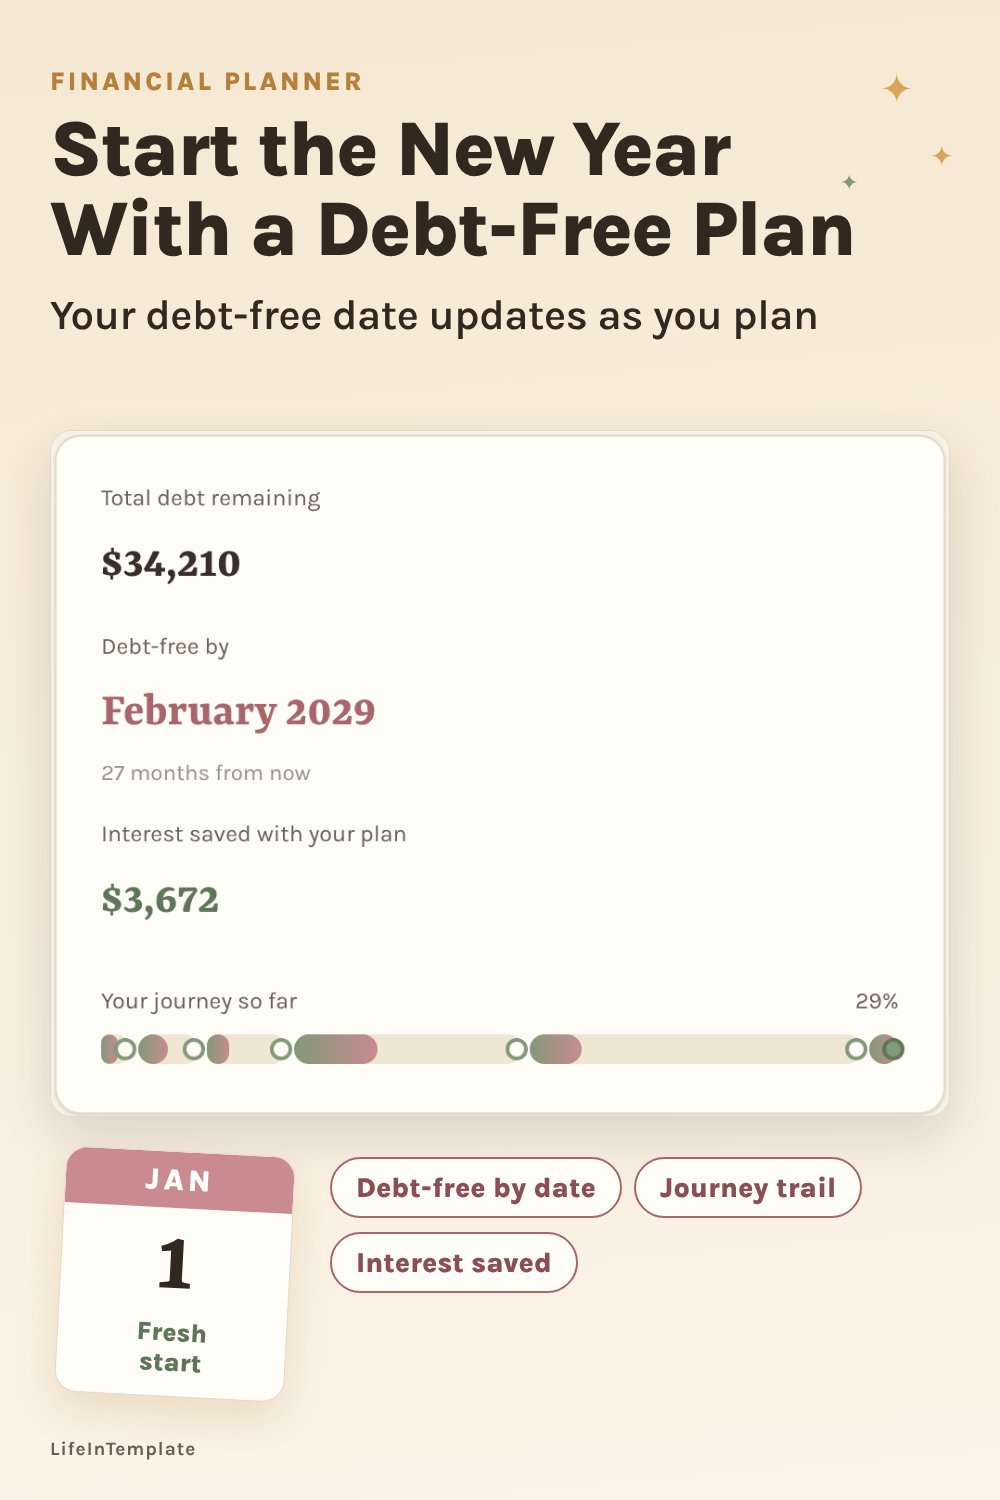 FINANCIAL PLANNER
Start the New Year
With a Debt-Free Plan
Your debt-free date updates as you plan
Total debt remaining
$34,210
Debt-free by
February 2029
27 months from now
Interest saved with your plan
$3,672
Your journey so far 29%
JAN
1
Fresh
start
Debt-free by date Journey trail
Interest saved
LifeInTemplate